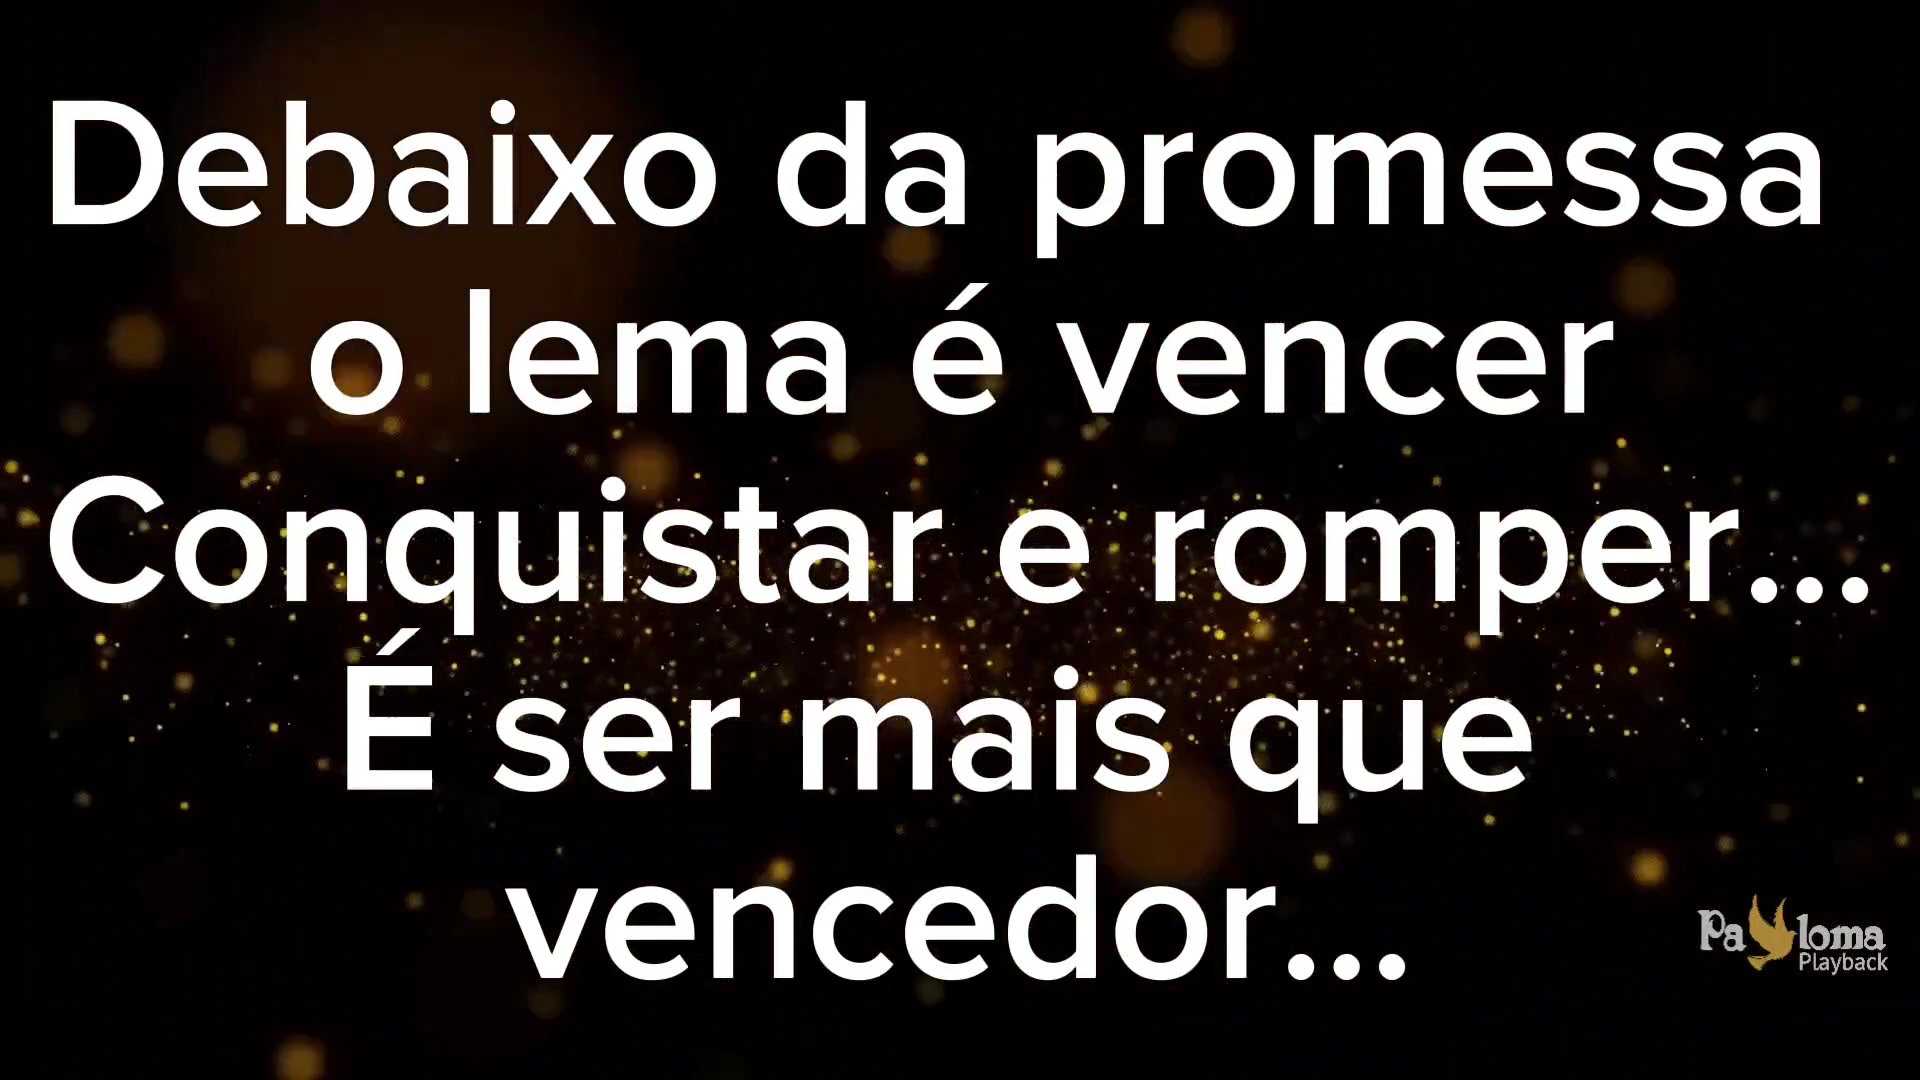 Debaixo da promessa
o lema é vencer
Conquistar e romper...
É ser mais que
vencedor...
Paloma
Playback